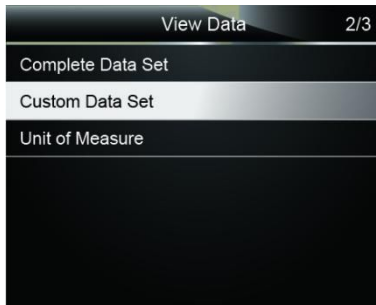 View Data 2/3
Complete Data Set
Custom Data Set
Unit of Measure